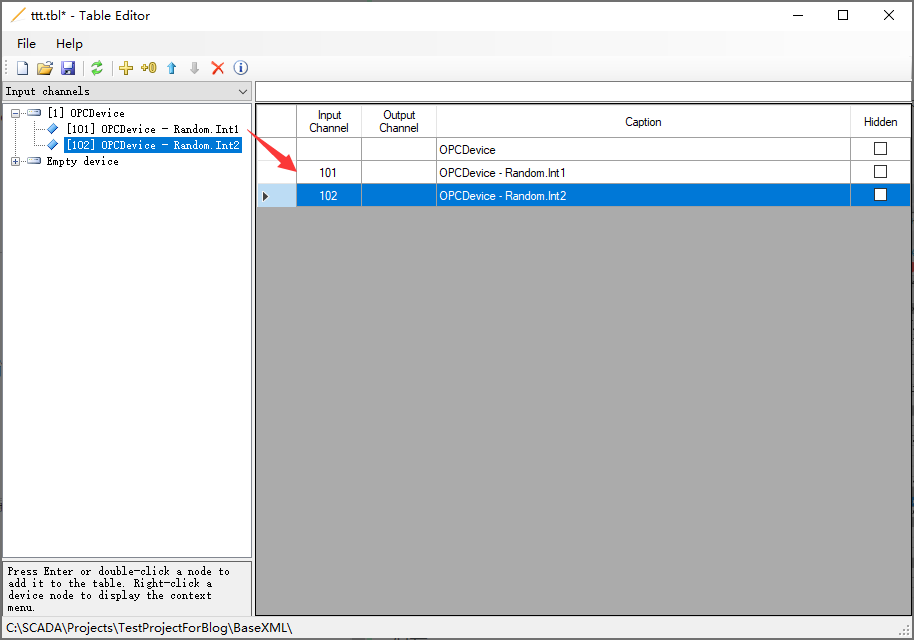 ttt.tbl* - Table Editor
File Help
Input channels
[1] OPCDevice
[101] OPCDevice - Random.Int1
[102] OPCDevice - Random.Int2
Empty device
Press Enter or double-click a node to
add it to the table. Right-click a
device node to display the context
menu.
Input Channel Output Channel Caption Hidden
OPCDevice
101 OPCDevice - Random.Int1
102 OPCDevice - Random.Int2
C:\SCADA\Projects\TestProjectForBlog\BaseXML\